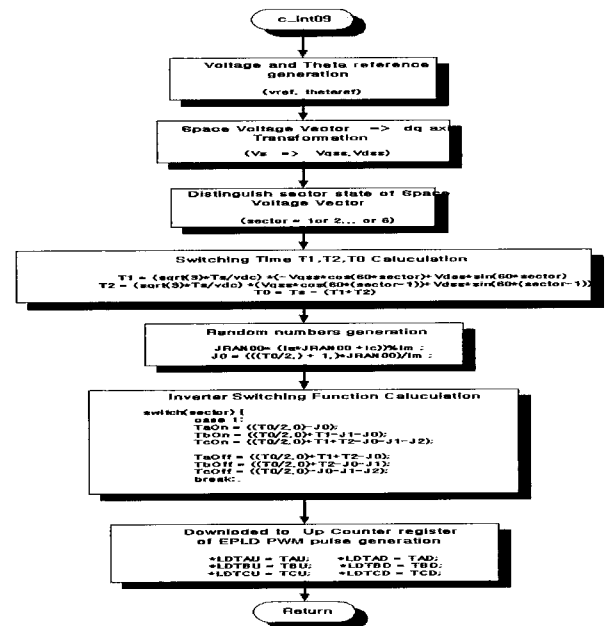 c_int09
Voltage and Theta reference
generation
(vref, thetaref)
Space Voltage Vector => dq axi
Transformation
(Vs => Vqss,Vdss)
Distinguish sector state of Space
Voltage Vector
(sector = 1or 2... or 6)
Switching Time T1,T2,T0 Caluculation
T1 = (sqrt(3)*Ts/vdc) *(-Vqss*cos(60*sector)+Vdss*sin(60*sector)
T2 = (sqrt(3)*Ts/vdc) *(Vqss*cos(60*(sector-1))+Vdss*sin(60*(sector-1))
T0 = Ts - (T1+T2)
Random numbers generation
JRAN00= (ia*JRAN00 +ic))%im ;
J0 = (((T0/2,) + 1,)*JRAN00)/im ;
Inverter Switching Function Caluculation
switch(sector) {
case 1:
TaOn = ((T0/2,0)-J0);
TbOn = ((T0/2,0)+T1-J1-J0);
TcOn = ((T0/2,0)+T1+T2-J0-J1-J2);
TaOff = ((T0/2,0)+T1+T2-J0);
TbOff = ((T0/2,0)+T2-J0-J1);
TcOff = ((T0/2,0)-J0-J1-J2);
break;.
Downloded to Up Counter register
of EPLD PWM pulse generation
*LDTAU = TAU; *LDTAD = TAD;
*LDTBU = TBU; *LDTBD = TBD;
*LDTCU = TCU; *LDTCD = TCD;
Return